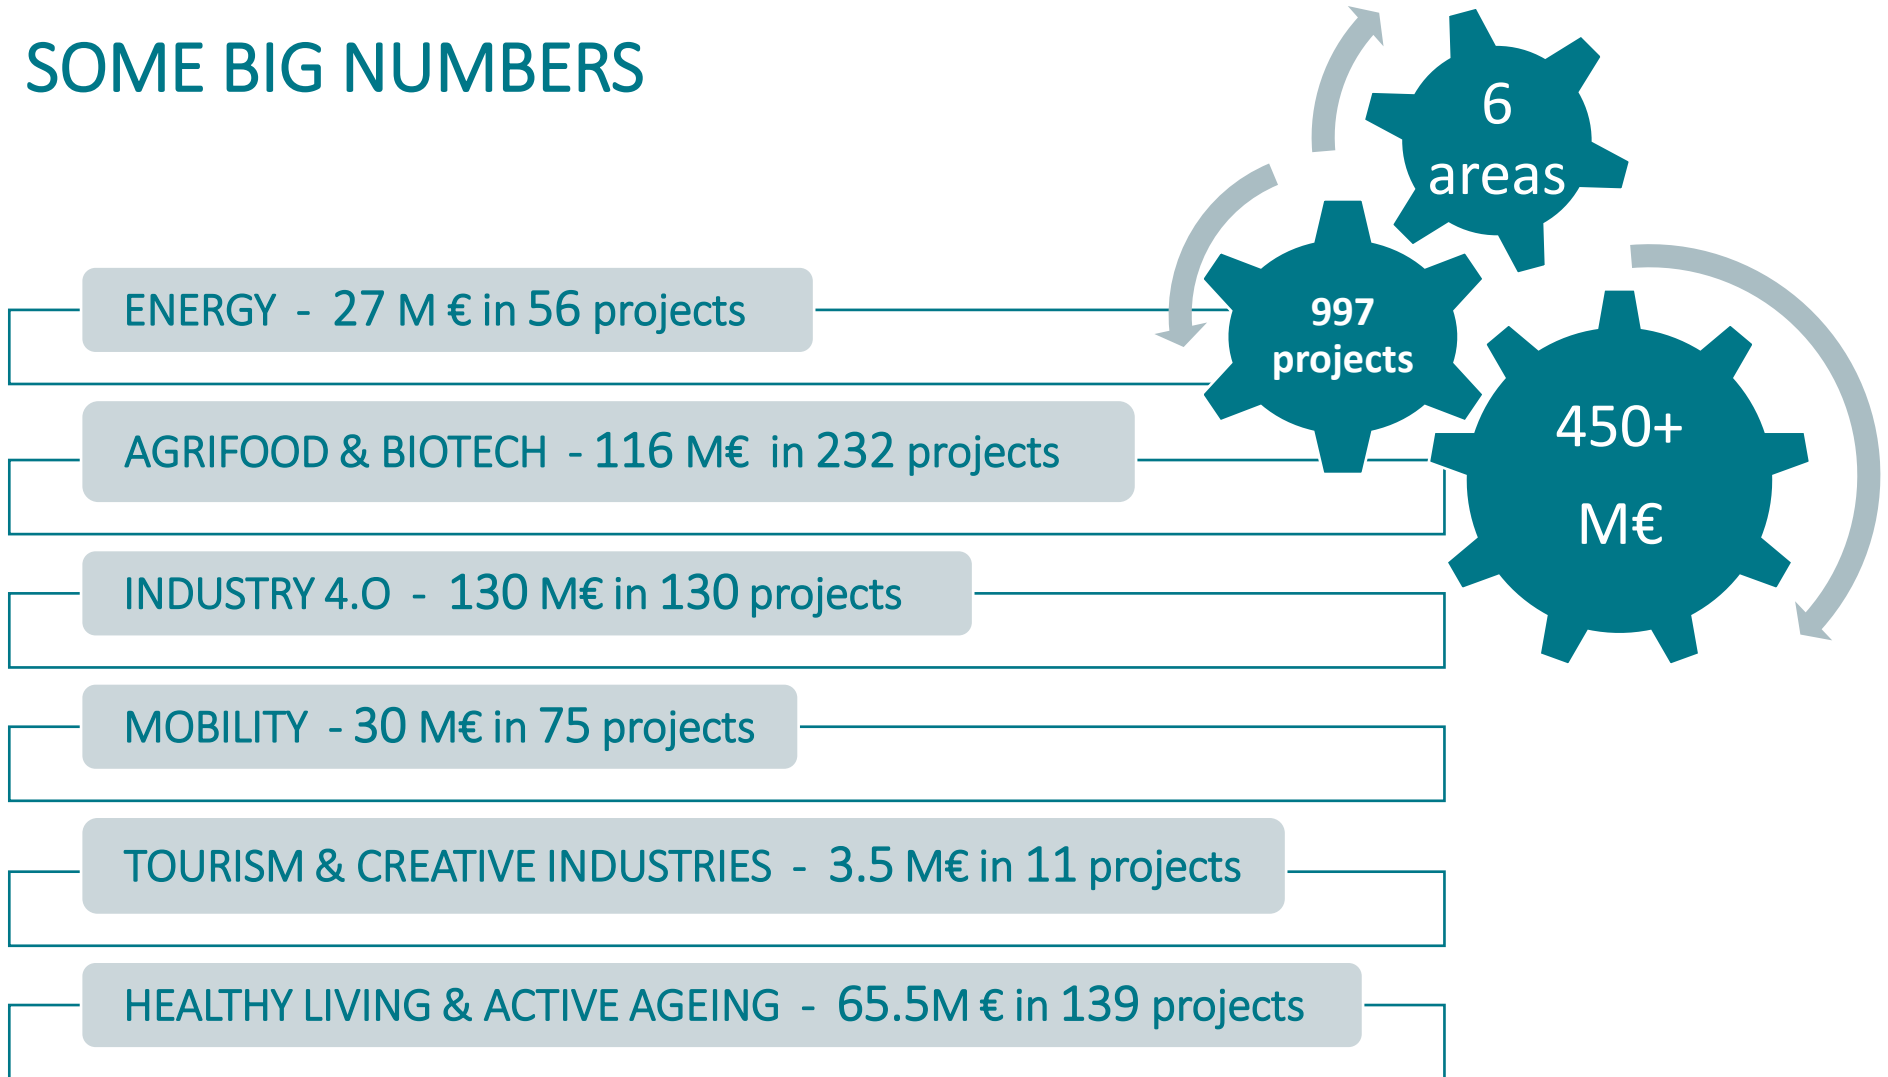 SOME BIG NUMBERS
6
areas
997
projects
450+
M€
ENERGY - 27 M € in 56 projects
AGRIFOOD & BIOTECH - 116 M€ in 232 projects
INDUSTRY 4.O - 130 M€ in 130 projects
MOBILITY - 30 M€ in 75 projects
TOURISM & CREATIVE INDUSTRIES - 3.5 M€ in 11 projects
HEALTHY LIVING & ACTIVE AGEING - 65.5M € in 139 projects